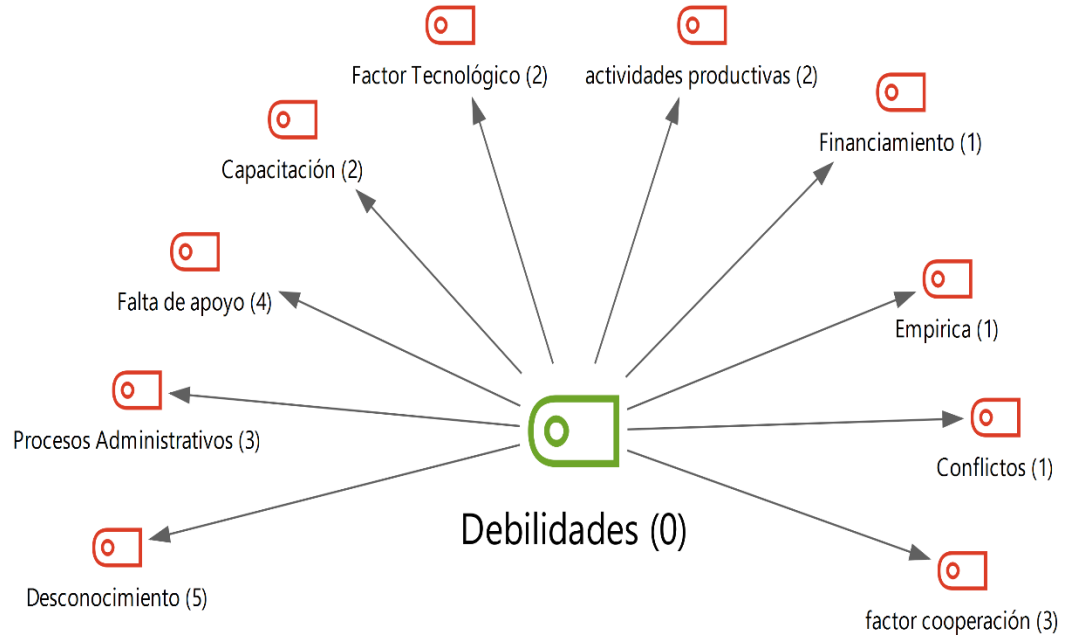 Factor Tecnológico (2)
actividades productivas (2)
Financiamiento (1)
Capacitación (2)
Falta de apoyo (4)
Empirica (1)
Procesos Administrativos (3)
Conflictos (1)
Debilidades (0)
Desconocimiento (5)
factor cooperación (3)